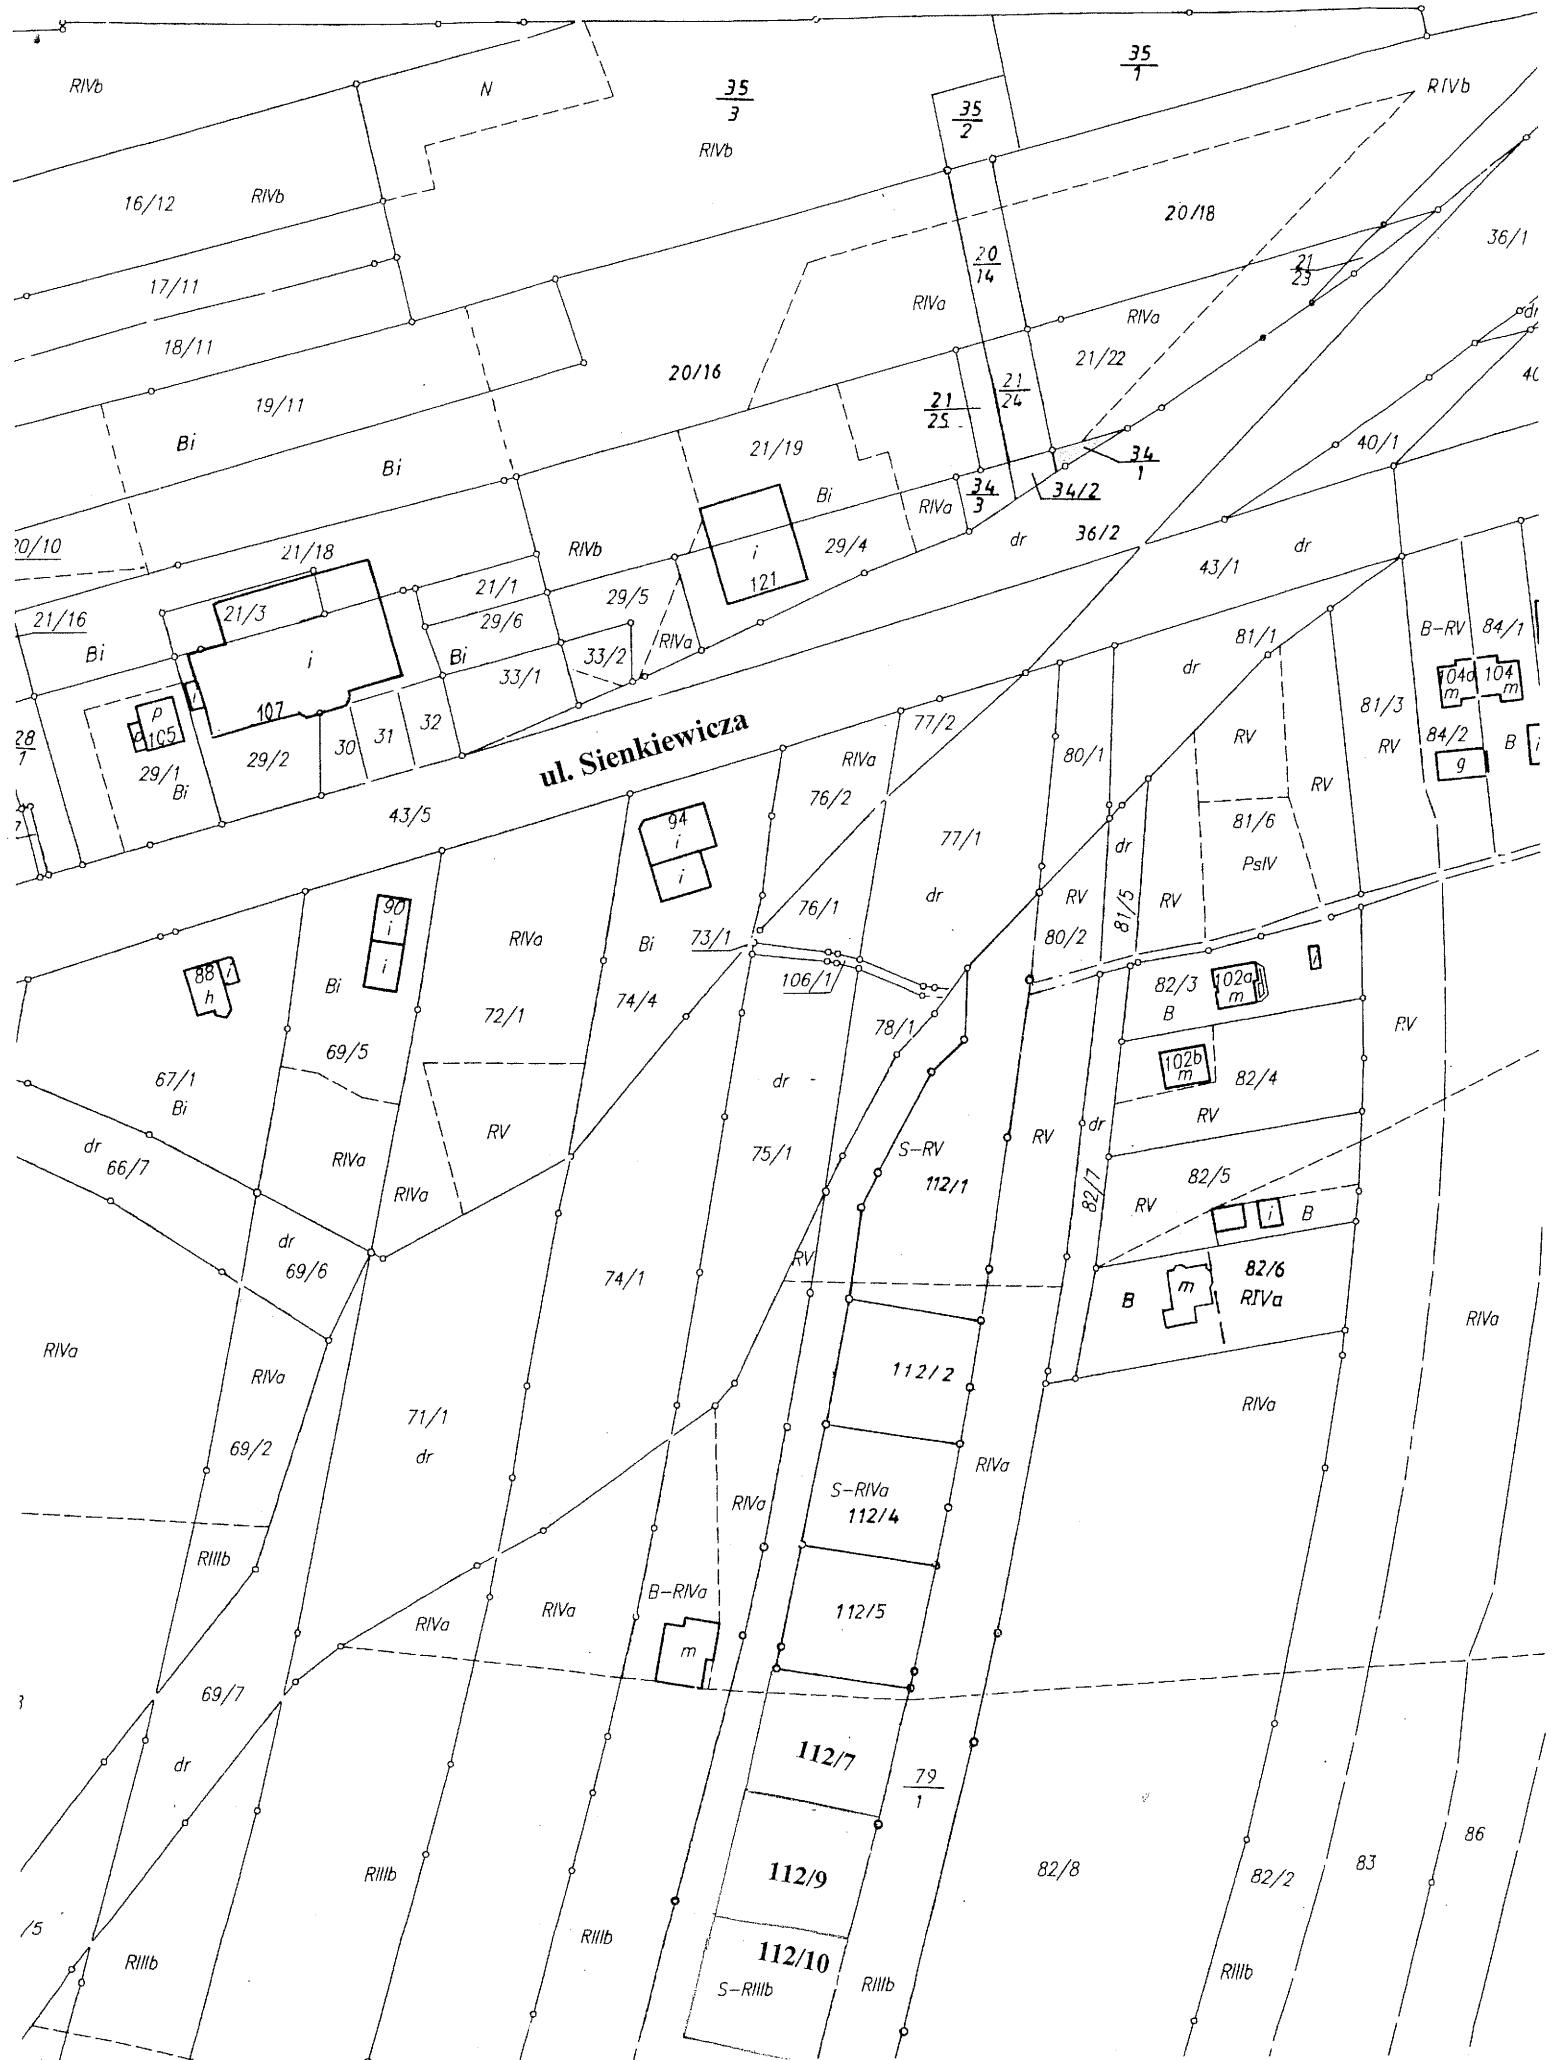 RIVb
N
35
3
35
1
35
2
RIVb
RIVb
16/12
RIVb
20/18
36/1
17/11
20
14
21
23
RIVa
RIVa
18/11
21/22
dr
20/16
19/11
21
25
21
24
Bi
Bi
21/19
40/1
34
1
34/2
34
3
Bi
RIVa
36/2
dr
dr
20/10
21/18
RIVb
i
121
29/4
43/1
21/1
29/5
21/16
21/3
29/6
RIVa
81/1
B-RV
84/1
Bi
i
Bi
33/2
dr
33/1
104a
m
104
m
107
p
105
p
i
32
31
30
77/2
81/3
28
1
29/1
Bi
29/2
ul. Sienkiewicza
RIVa
80/1
RV
RV
84/2
B
i
g
76/2
RV
43/5
94
i
i
77/1
dr
81/6
PsIV
dr
90
i
i
RIVa
Bi
73/1
76/1
RV
80/2
81/5
RV
88
h
i
Bi
106/1
82/3
B
102a
m
i
72/1
74/4
78/1
RV
69/5
102b
m
82/4
67/1
Bi
dr
RV
RV
dr
RV
dr
66/7
RIVa
RIVa
75/1
S-RV
112/1
82/7
82/5
RV
i
B
dr
69/6
RV
74/1
82/6
RIVa
B
m
RIVa
RIVa
RIVa
112/2
RIVa
71/1
dr
69/2
RIVa
RIVa
S-RIVa
112/4
RIIIb
RIVa
RIVa
B-RIVa
m
112/5
69/7
dr
112/7
79
1
86
RIIIb
112/9
82/8
82/2
83
/5
RIIIb
RIIIb
112/10
S-RIIIb
RIIIb
RIIIb